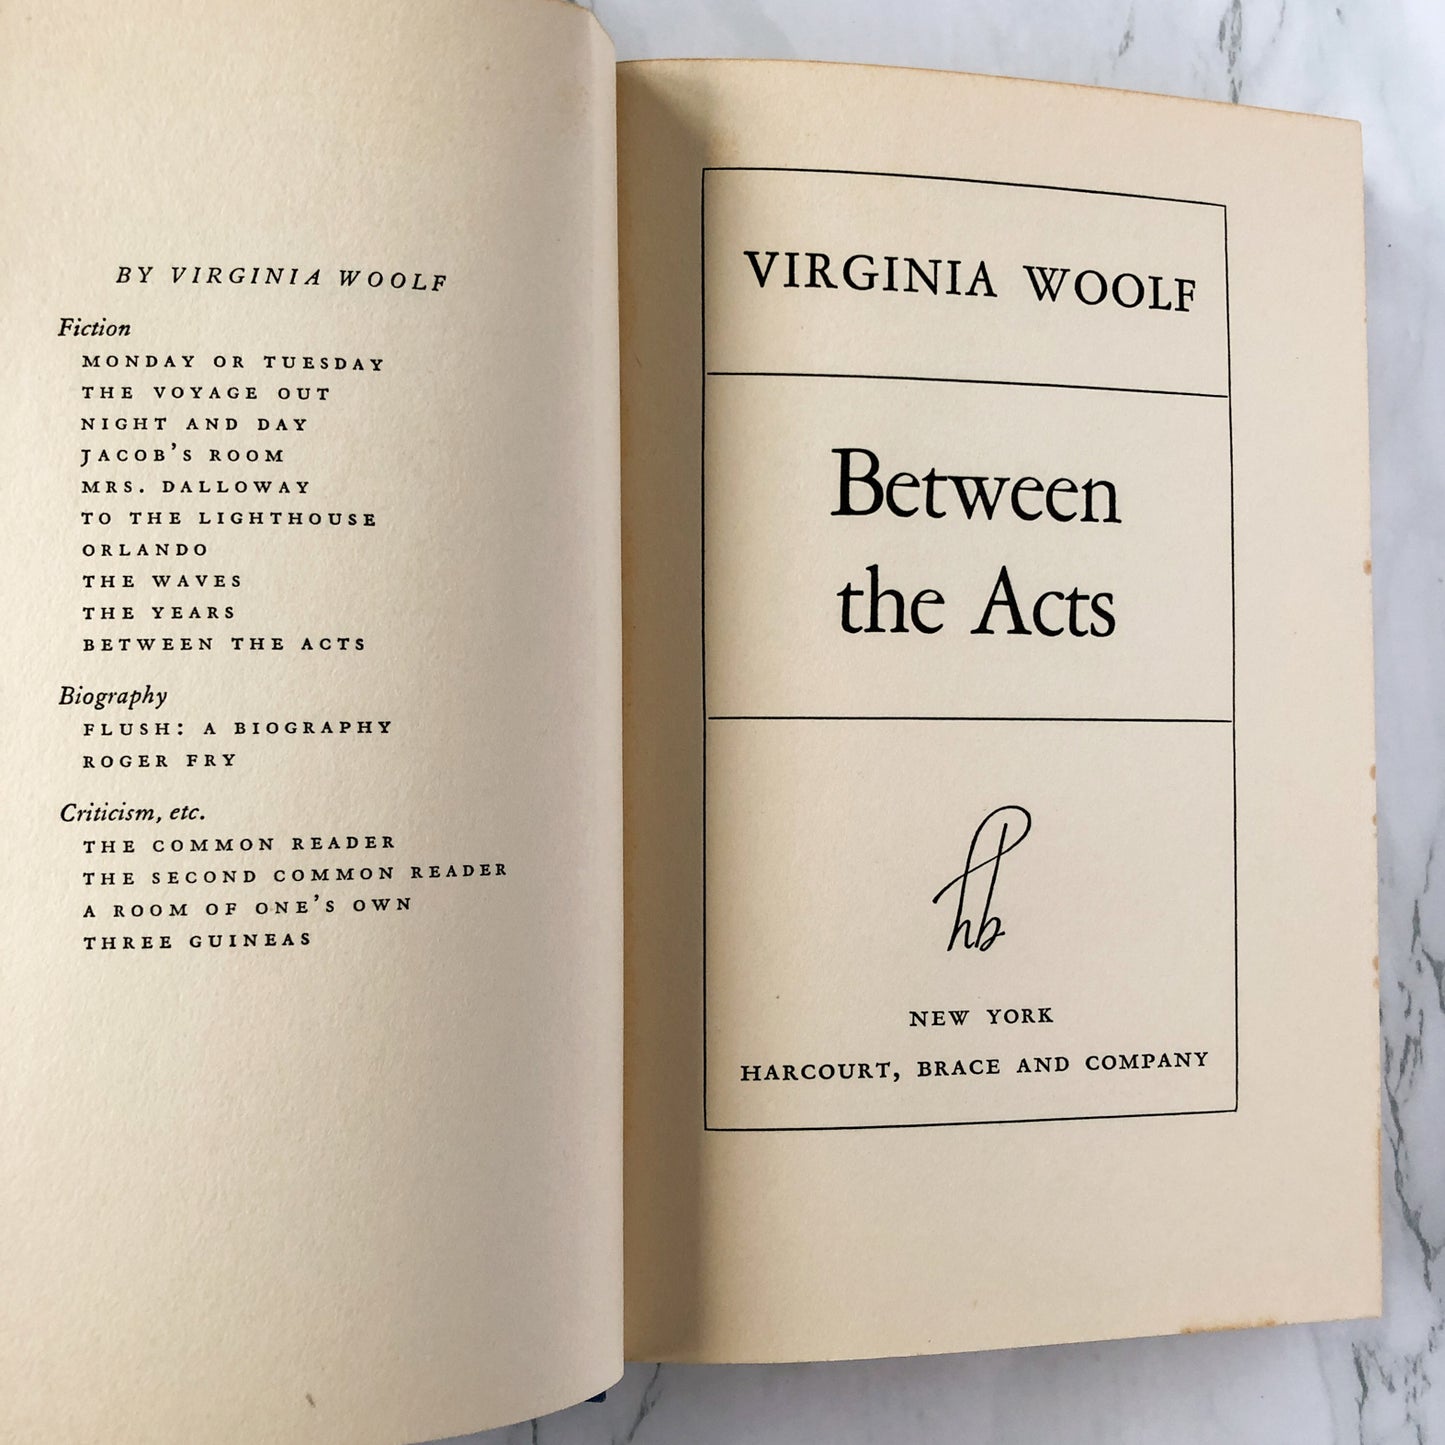 BY VIRGINIA WOOLF
Fiction
MONDAY OR TUESDAY
THE VOYAGE OUT
NIGHT AND DAY
JACOB'S ROOM
MRS. DALLOWAY
TO THE LIGHTHOUSE
ORLANDO
THE WAVES
THE YEARS
BETWEEN THE ACTS
Biography
FLUSH: A BIOGRAPHY
ROGER FRY
Criticism, etc.
THE COMMON READER
THE SECOND COMMON READER
A ROOM OF ONE'S OWN
THREE GUINEAS
VIRGINIA WOOLF
Between
the Acts
hb
NEW YORK
HARCOURT, BRACE AND COMPANY